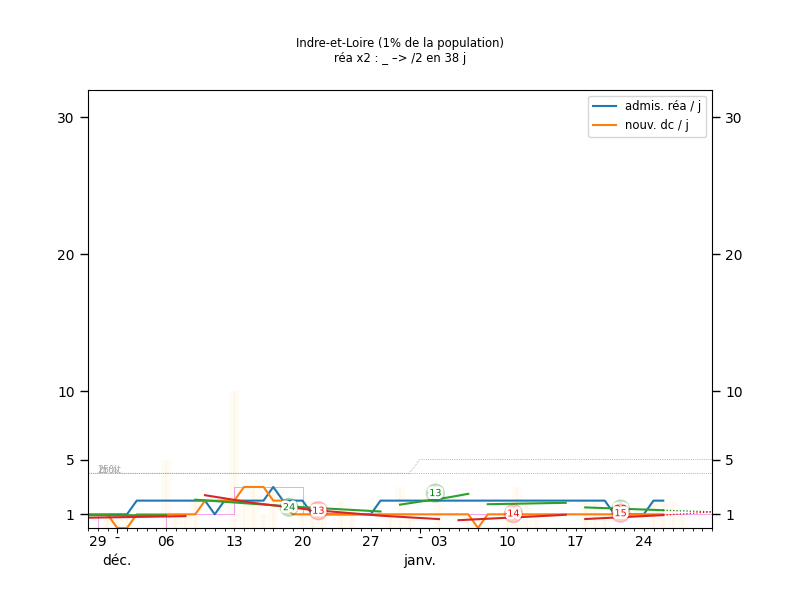 Indre-et-Loire (1% de la population)
réa x2 : _ –> /2 en 38 j
admis. réa / j
nouv. dc / j
30 30
20 20
10 10
5 5
1 1
24 13 13 14 15
29 - 06 13 20 27 - 03 10 17 24
déc. janv.